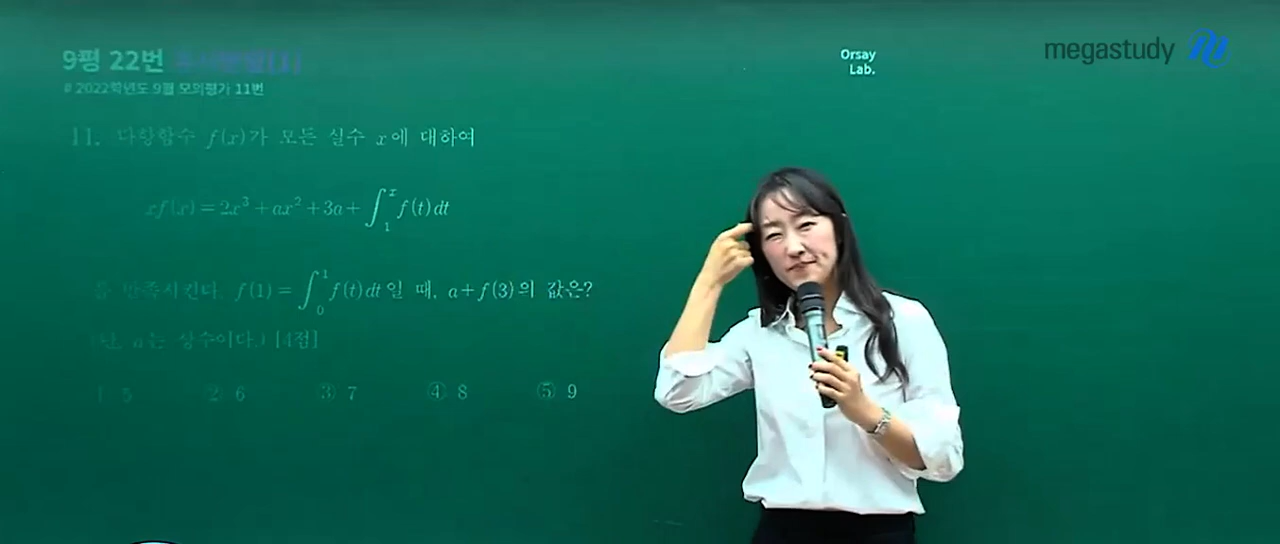 9평 22번
# 2022학년도 9월 모의평가 11번
Orsay
Lab.
megastudy
11. 다항함수 f(x)가 모든 실수 x에 대하여
xf(x) = 2x³ + ax² + 3a + ∫₁ˣ f(t) dt
를 만족시킨다. f(1) = ∫₀¹ f(t) dt 일 때, a + f(3)의 값은?
(단, a는 상수이다.) [4점]
① 5 ② 6 ③ 7 ④ 8 ⑤ 9